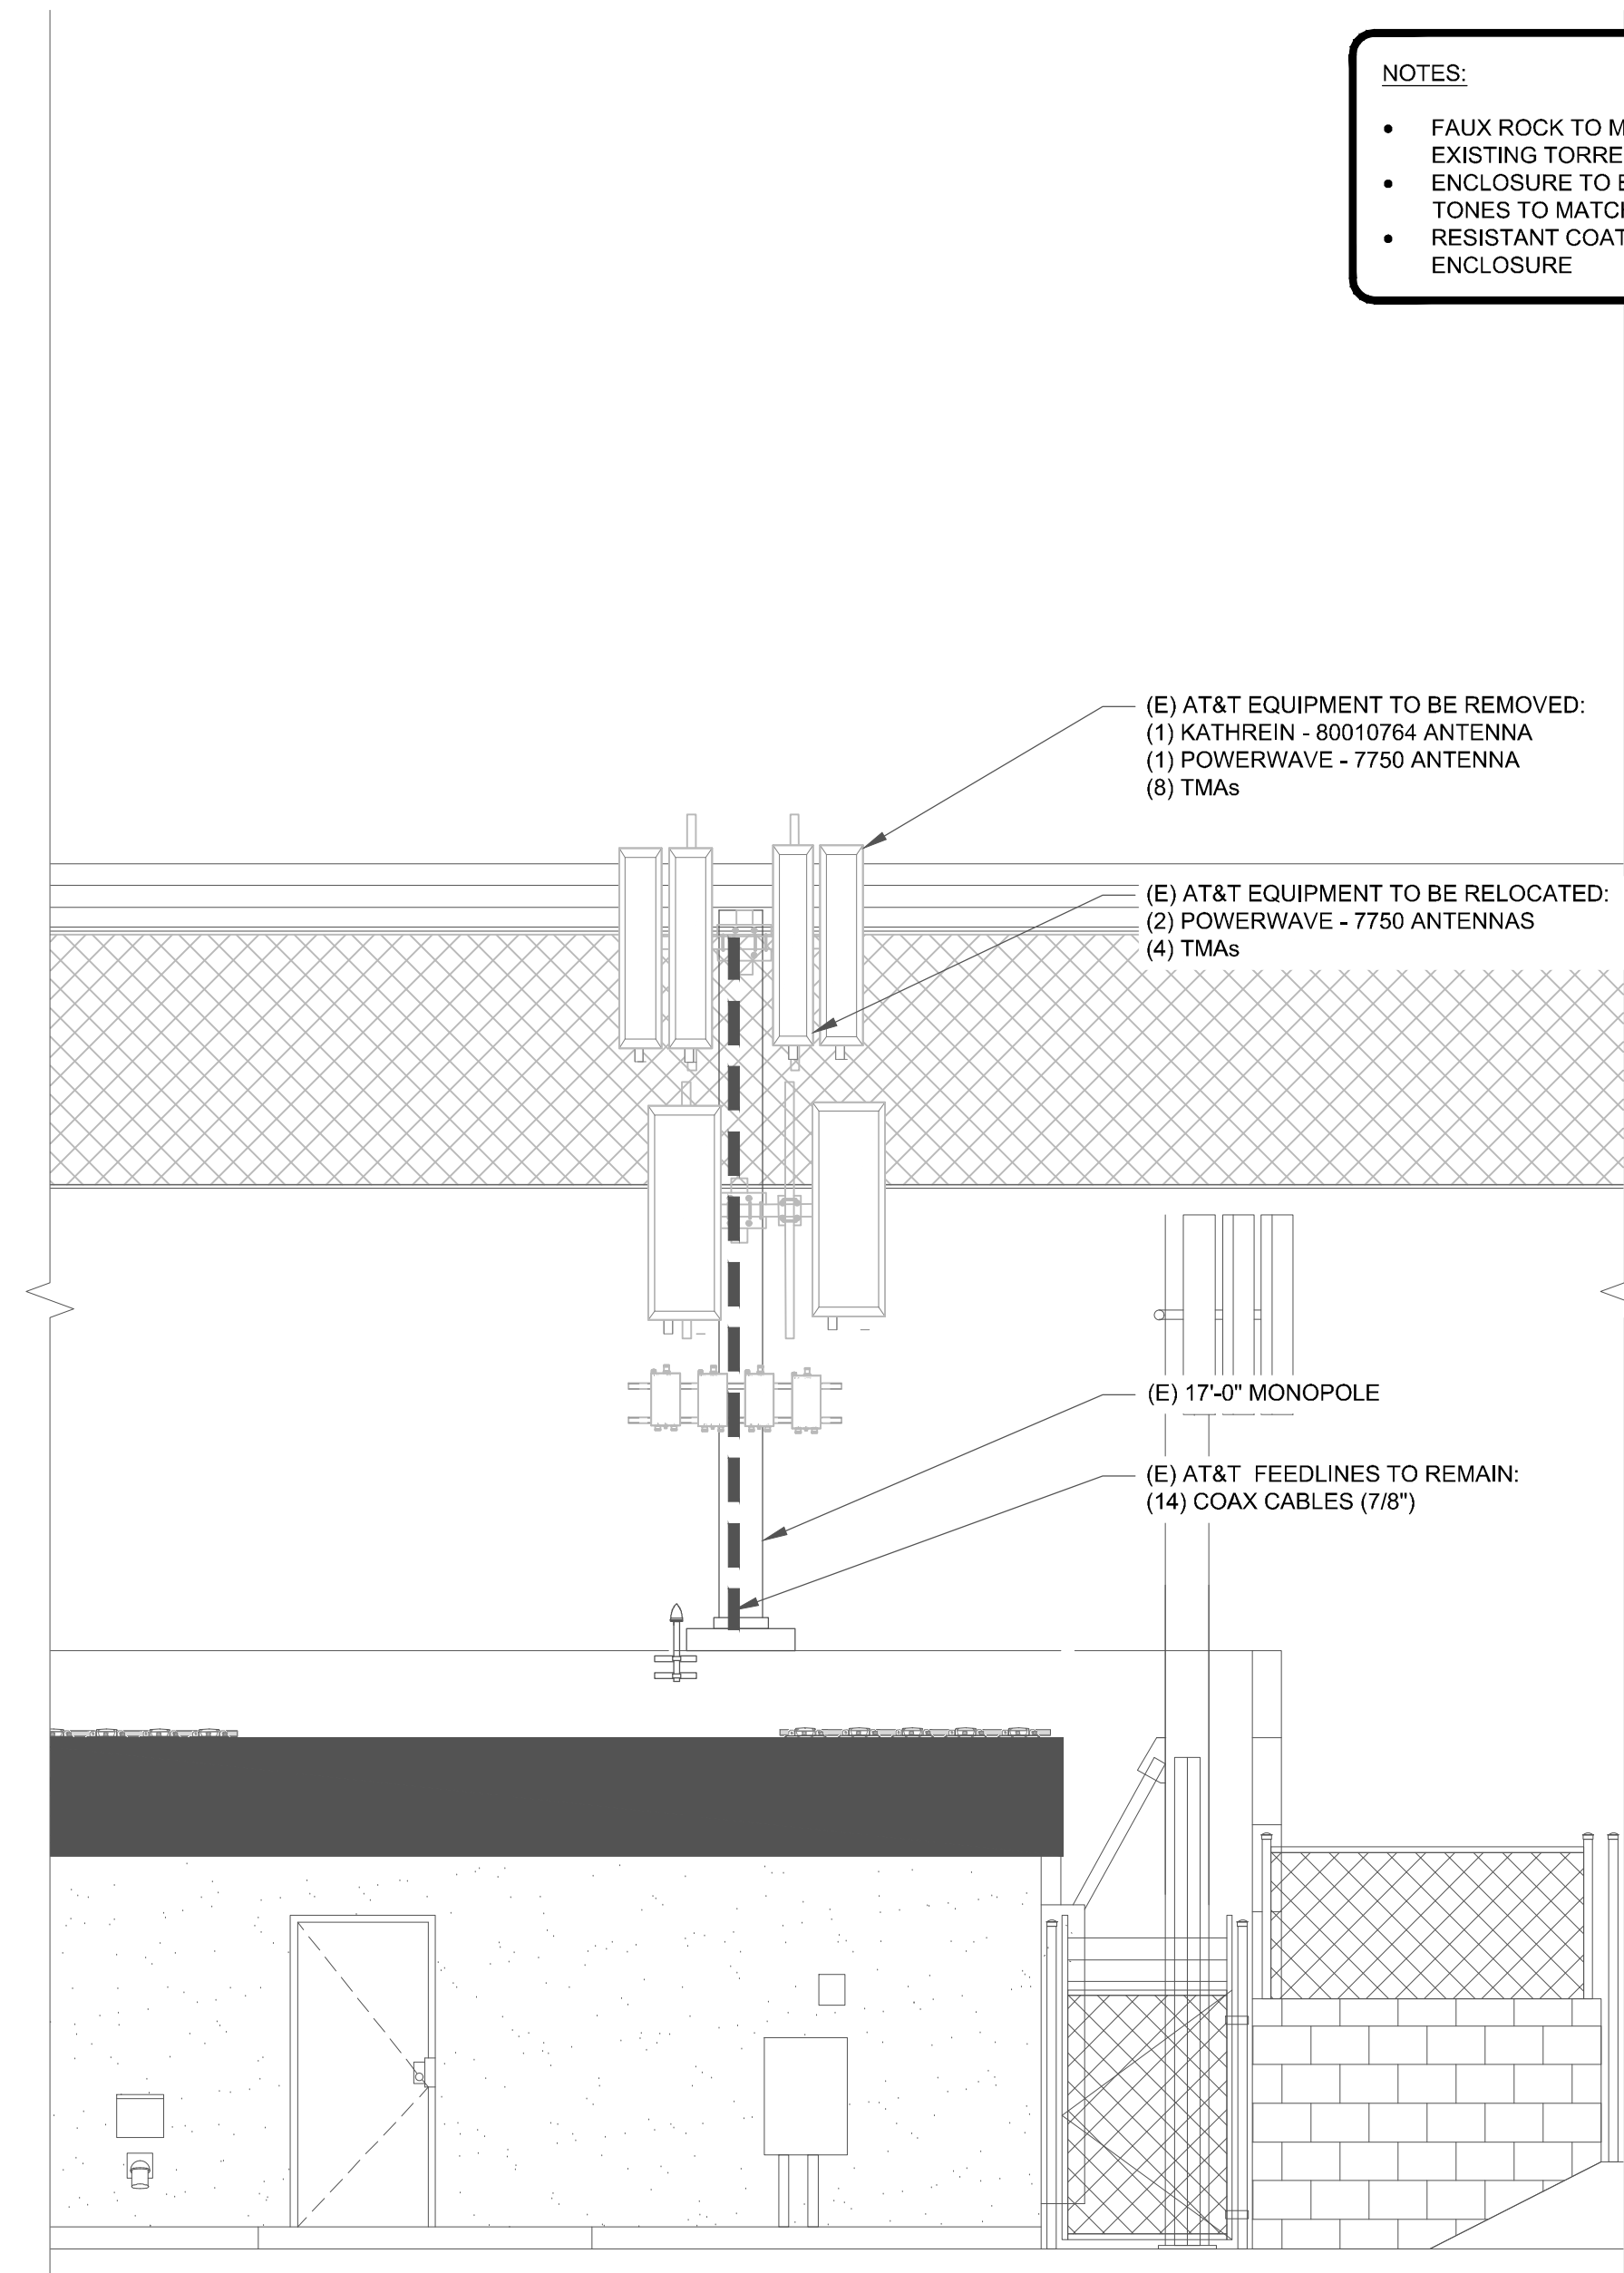 NOTES:
• FAUX ROCK TO M
EXISTING TORRE
• ENCLOSURE TO
TONES TO MATC
• RESISTANT COAT
ENCLOSURE
(E) AT&T EQUIPMENT TO BE REMOVED:
(1) KATHREIN - 80010764 ANTENNA
(1) POWERWAVE - 7750 ANTENNA
(8) TMAs
(E) AT&T EQUIPMENT TO BE RELOCATED:
(2) POWERWAVE - 7750 ANTENNAS
(4) TMAs
(E) 17'-0" MONOPOLE
(E) AT&T FEEDLINES TO REMAIN:
(14) COAX CABLES (7/8")